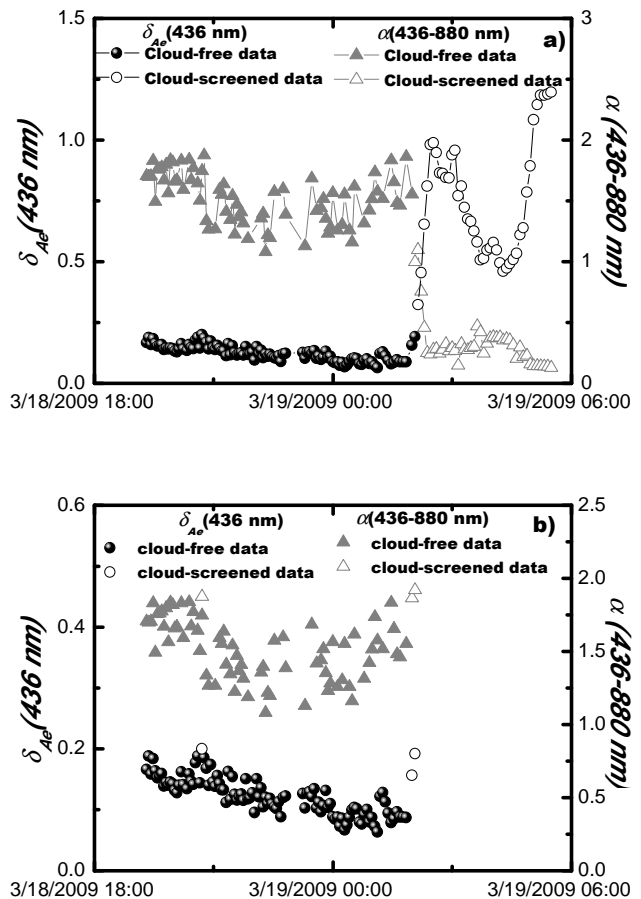 1.5
3
δAe (436 nm)
α(436-880 nm)
a)
Cloud-free data
Cloud-free data
Cloud-screened data
Cloud-screened data
1.0
2
δAe (436 nm)
α (436-880 nm)
0.5
1
0.0
0
3/18/2009 18:00
3/19/2009 00:00
3/19/2009 06:00
0.6
2.5
δAe (436 nm)
α(436-880 nm)
b)
cloud-free data
cloud-free data
cloud-screened data
cloud-screened data
2.0
0.4
1.5
δAe (436 nm)
α (436-880 nm)
0.2
1.0
0.5
0.0
0.0
3/18/2009 18:00
3/19/2009 00:00
3/19/2009 06:00